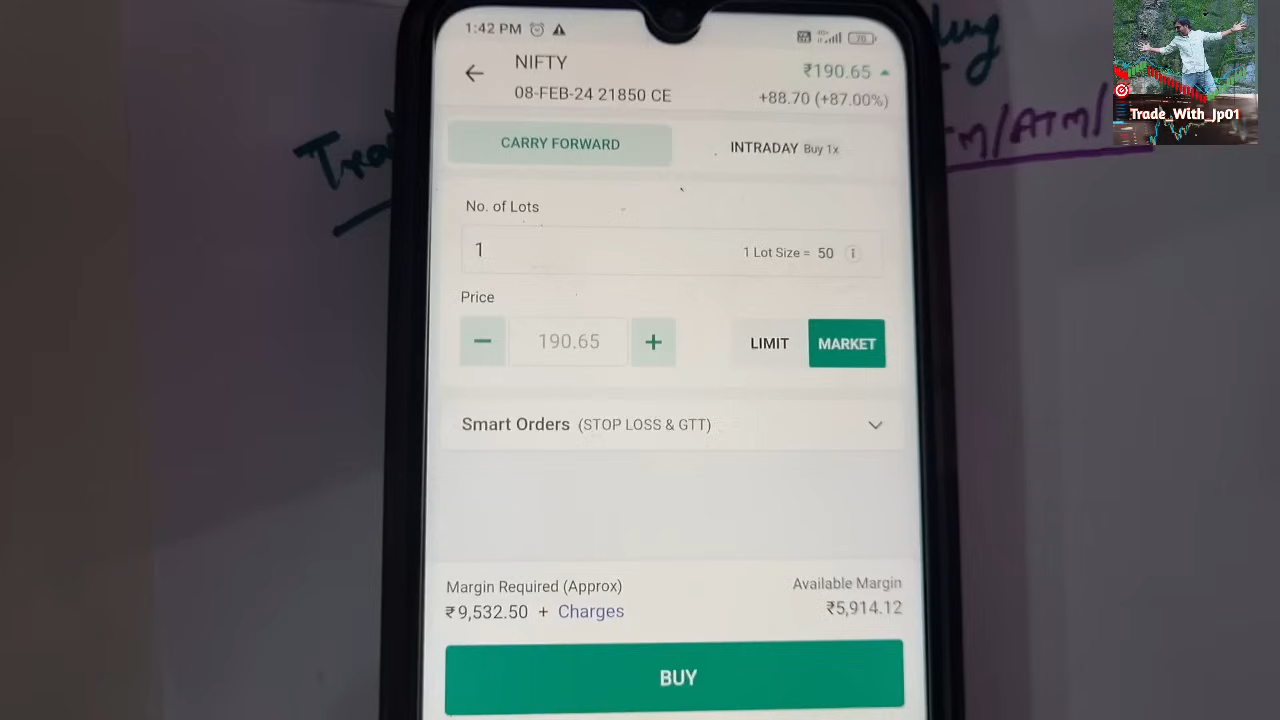 1:42 PM
NIFTY
₹190.65
08-FEB-24 21850 CE
+88.70 (+87.00%)
CARRY FORWARD
INTRADAY Buy 1x
No. of Lots
1
1 Lot Size = 50
Price
190.65
LIMIT
MARKET
Smart Orders (STOP LOSS & GTT)
Margin Required (Approx)
Available Margin
₹9,532.50 + Charges
₹5,914.12
BUY
/ATM/
Trade_With_Jp01